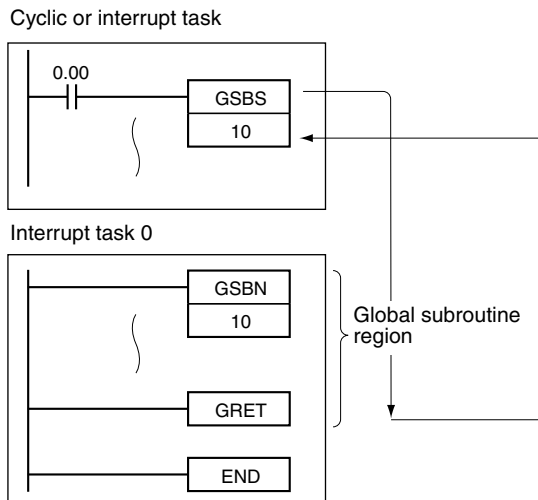 Cyclic or interrupt task
0.00
GSBS
10
Interrupt task 0
GSBN
10
Global subroutine
region
GRET
END